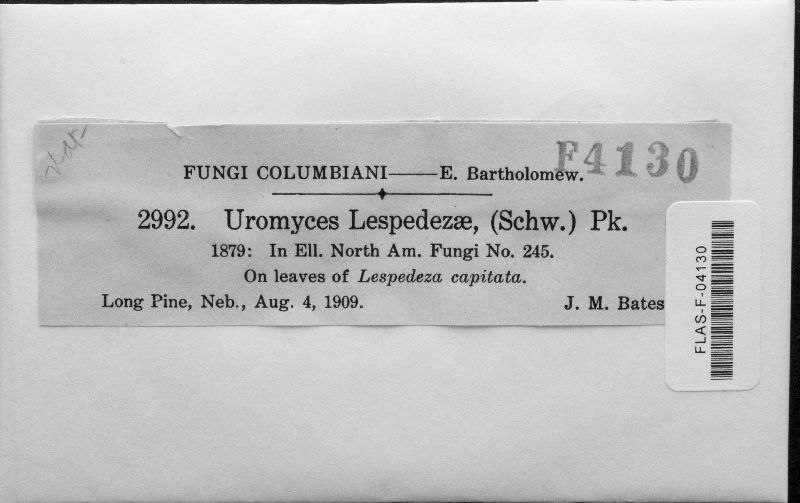 F4130
FUNGI COLUMBIANI——E. Bartholomew.
2992. Uromyces Lespedezæ, (Schw.) Pk.
1879: In Ell. North Am. Fungi No. 245.
On leaves of Lespedeza capitata.
Long Pine, Neb., Aug. 4, 1909. J. M. Bates
FLAS-F-04130